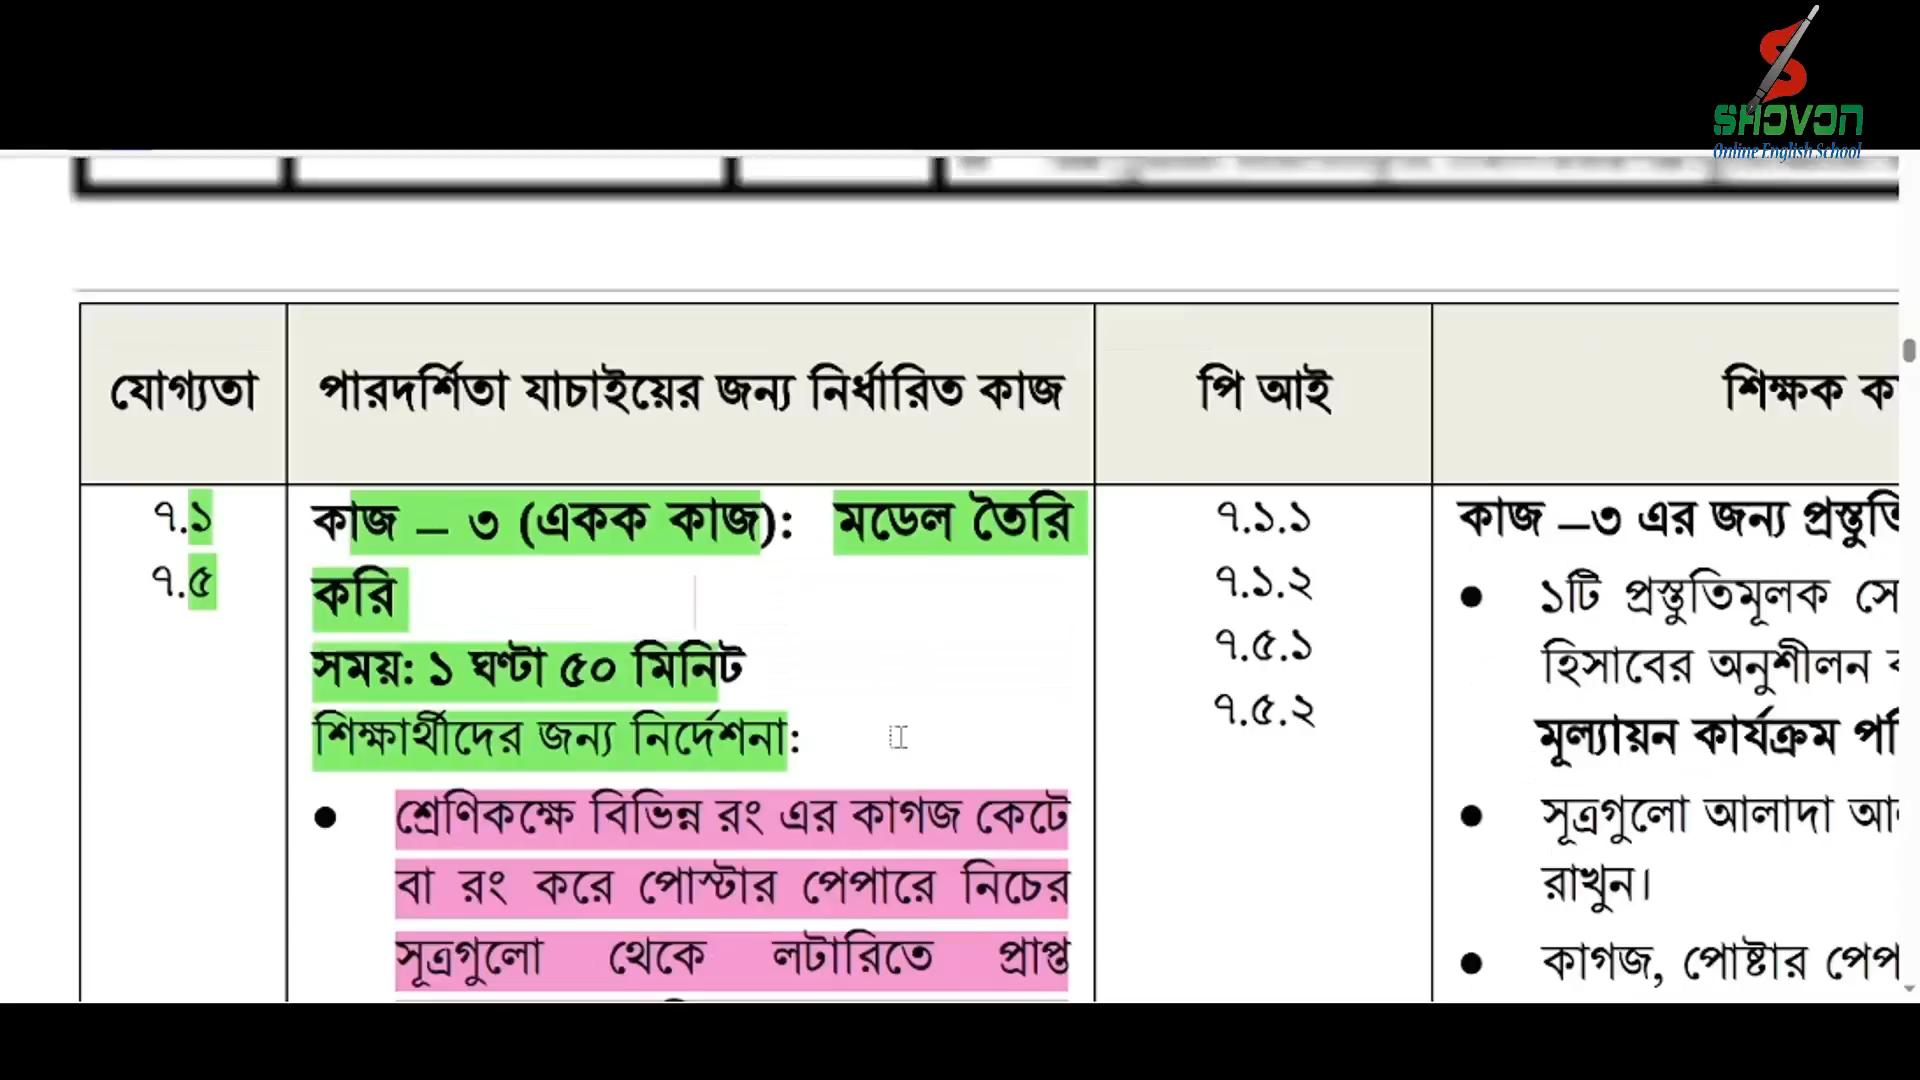 SHOVON
Online English School
যোগ্যতা
পারদর্শিতা যাচাইয়ের জন্য নির্ধারিত কাজ
পি আই
শিক্ষক ক
৭.১
৭.৫
কাজ – ৩ (একক কাজ): মডেল তৈরি
করি
সময়: ১ ঘণ্টা ৫০ মিনিট
শিক্ষার্থীদের জন্য নির্দেশনা:
● শ্রেণিকক্ষে বিভিন্ন রং এর কাগজ কেটে
বা রং করে পোস্টার পেপারে নিচের
সূত্রগুলো থেকে লটারিতে প্রাপ্ত
৭.১.১
৭.১.২
৭.৫.১
৭.৫.২
কাজ –৩ এর জন্য প্রস্তুতি
● ১টি প্রস্তুতিমূলক সে
হিসাবের অনুশীলন
মূল্যায়ন কার্যক্রম পরি
● সূত্রগুলো আলাদা আ
রাখুন।
● কাগজ, পোষ্টার পেপ